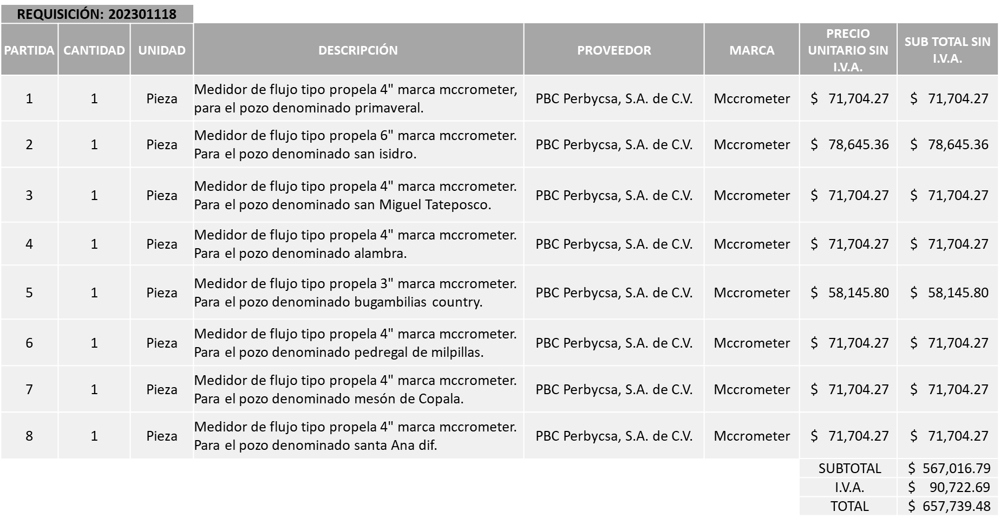 REQUISICIÓN: 202301118
PARTIDA CANTIDAD UNIDAD DESCRIPCIÓN PROVEEDOR MARCA PRECIO UNITARIO SIN I.V.A. SUB TOTAL SIN I.V.A.
1 1 Pieza Medidor de flujo tipo propela 4" marca mccrometer, PBC Perbycsa, S.A. de C.V. Mccrometer $ 71,704.27 $ 71,704.27
para el pozo denominado primaveral.
2 1 Pieza Medidor de flujo tipo propela 6" marca mccrometer. PBC Perbycsa, S.A. de C.V. Mccrometer $ 78,645.36 $ 78,645.36
Para el pozo denominado san isidro.
3 1 Pieza Medidor de flujo tipo propela 4" marca mccrometer. PBC Perbycsa, S.A. de C.V. Mccrometer $ 71,704.27 $ 71,704.27
Para el pozo denominado san Miguel Tateposco.
4 1 Pieza Medidor de flujo tipo propela 4" marca mccrometer. PBC Perbycsa, S.A. de C.V. Mccrometer $ 71,704.27 $ 71,704.27
Para el pozo denominado alambra.
5 1 Pieza Medidor de flujo tipo propela 3" marca mccrometer. PBC Perbycsa, S.A. de C.V. Mccrometer $ 58,145.80 $ 58,145.80
Para el pozo denominado bugambilias country.
6 1 Pieza Medidor de flujo tipo propela 4" marca mccrometer. PBC Perbycsa, S.A. de C.V. Mccrometer $ 71,704.27 $ 71,704.27
Para el pozo denominado pedregal de milpillas.
7 1 Pieza Medidor de flujo tipo propela 4" marca mccrometer. PBC Perbycsa, S.A. de C.V. Mccrometer $ 71,704.27 $ 71,704.27
Para el pozo denominado mesón de Copala.
8 1 Pieza Medidor de flujo tipo propela 4" marca mccrometer. PBC Perbycsa, S.A. de C.V. Mccrometer $ 71,704.27 $ 71,704.27
Para el pozo denominado santa Ana dif.
SUBTOTAL $ 567,016.79
I.V.A. $ 90,722.69
TOTAL $ 657,739.48